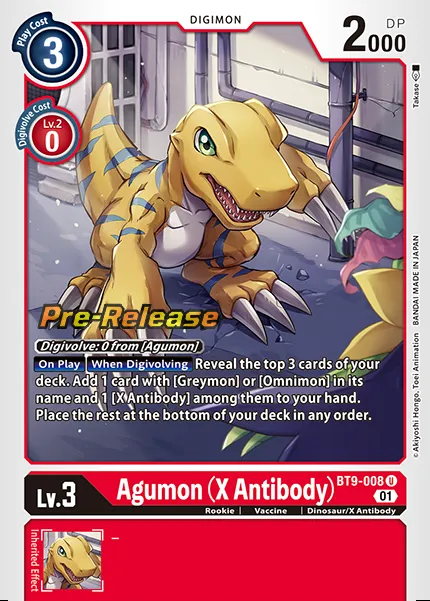 Play Cost
3
DIGIMON
DP
2000
Digivolve Cost
Lv.2
0
Takase
Pre-Release
Digivolve: 0 from [Agumon]
On Play When Digivolving Reveal the top 3 cards of your
deck. Add 1 card with [Greymon] or [Omnimon] in its
name and 1 [X Antibody] among them to your hand.
Place the rest at the bottom of your deck in any order.
© Akiyoshi Hongo, Toei Animation BANDAI MADE IN JAPAN
Lv.3
Agumon (X Antibody)
BT9-008 U
01
Rookie | Vaccine | Dinosaur/X Antibody
Inherited Effect
–